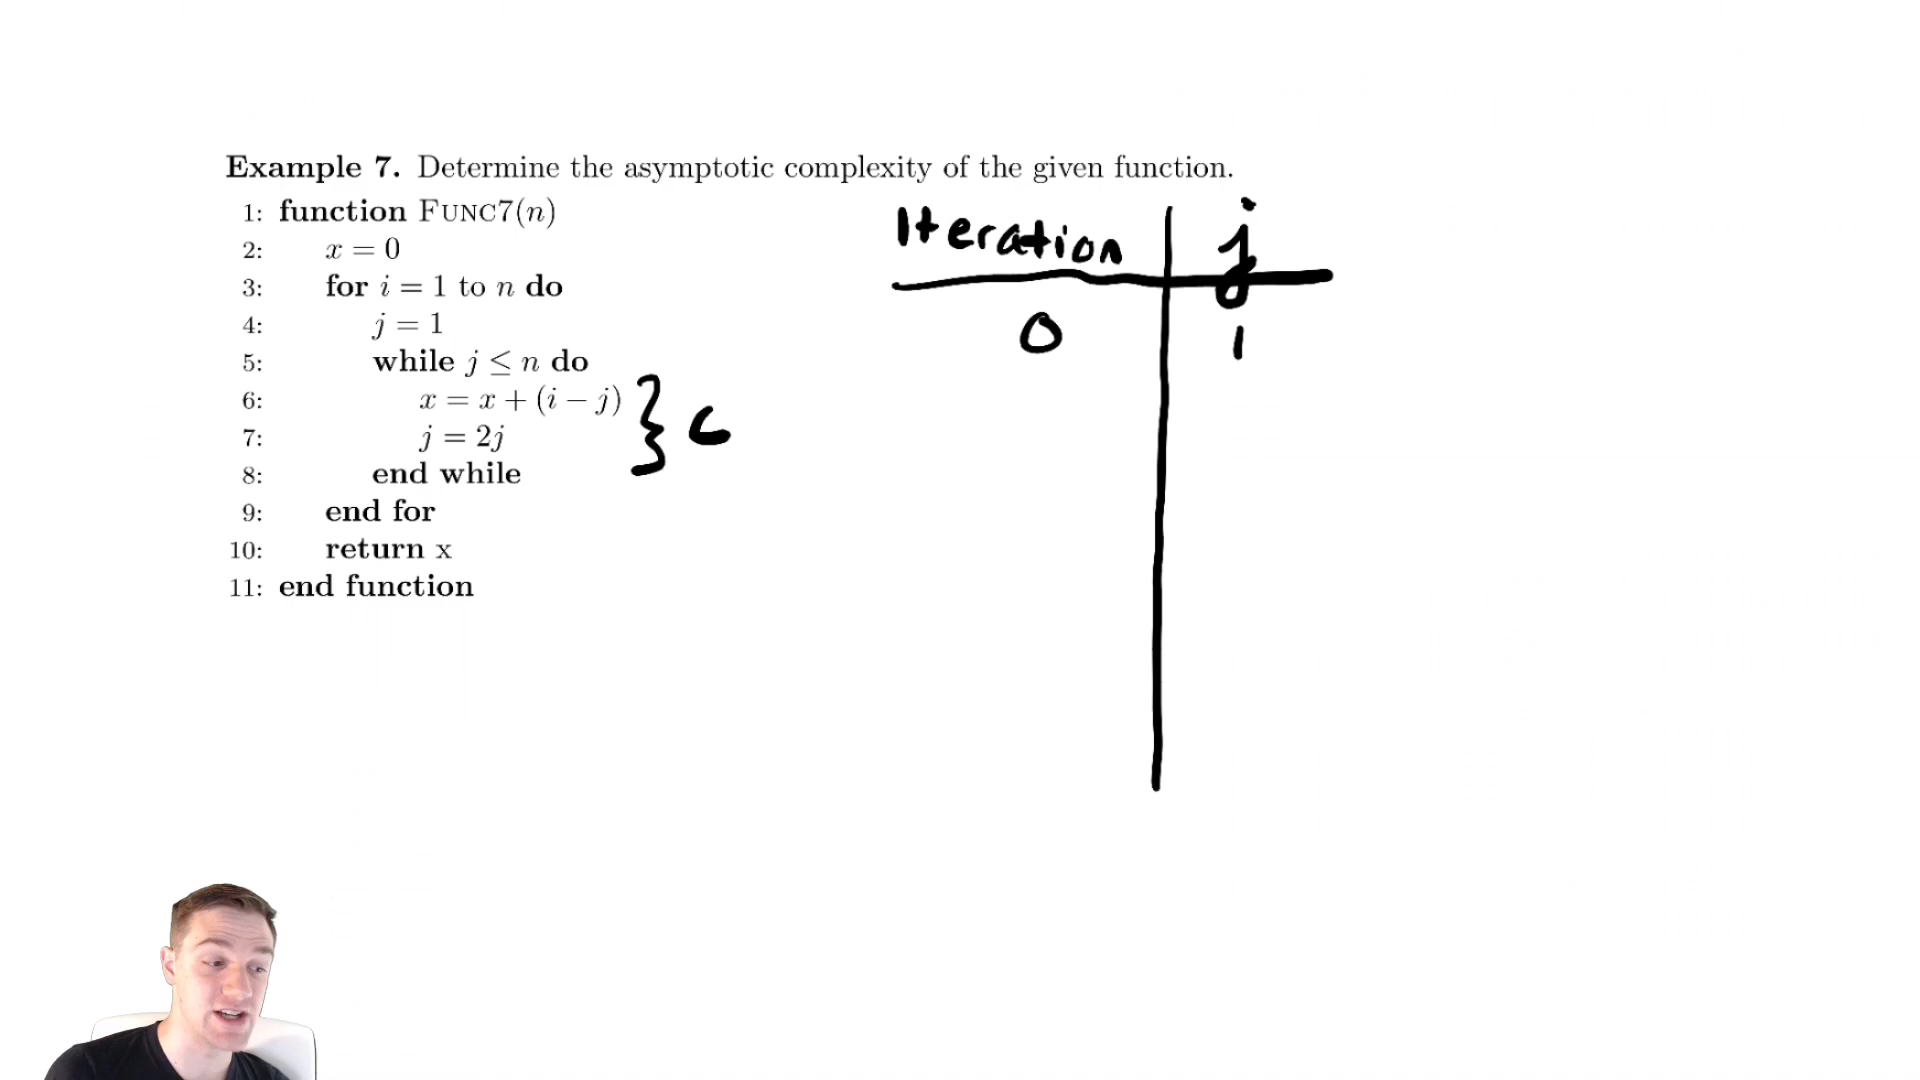 Example 7. Determine the asymptotic complexity of the given function.
1: function FUNC7(n)
2: x = 0
3: for i = 1 to n do
4: j = 1
5: while j ≤ n do
6: x = x + (i − j)
7: j = 2j
8: end while
9: end for
10: return x
11: end function
} c
Iteration | j
0 | 1